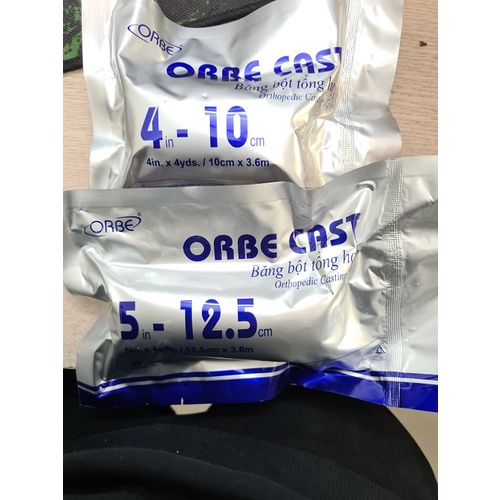 ORBE
ORBE CAST
Băng bột tổng
Orthopedic Casting
4in - 10cm
4in. x 4yds. / 10cm x 3.6m
ORBE
ORBE CAST
Băng bột tổng
Orthopedic Casting
5in - 12.5cm
/ 12.5cm x 3.6m